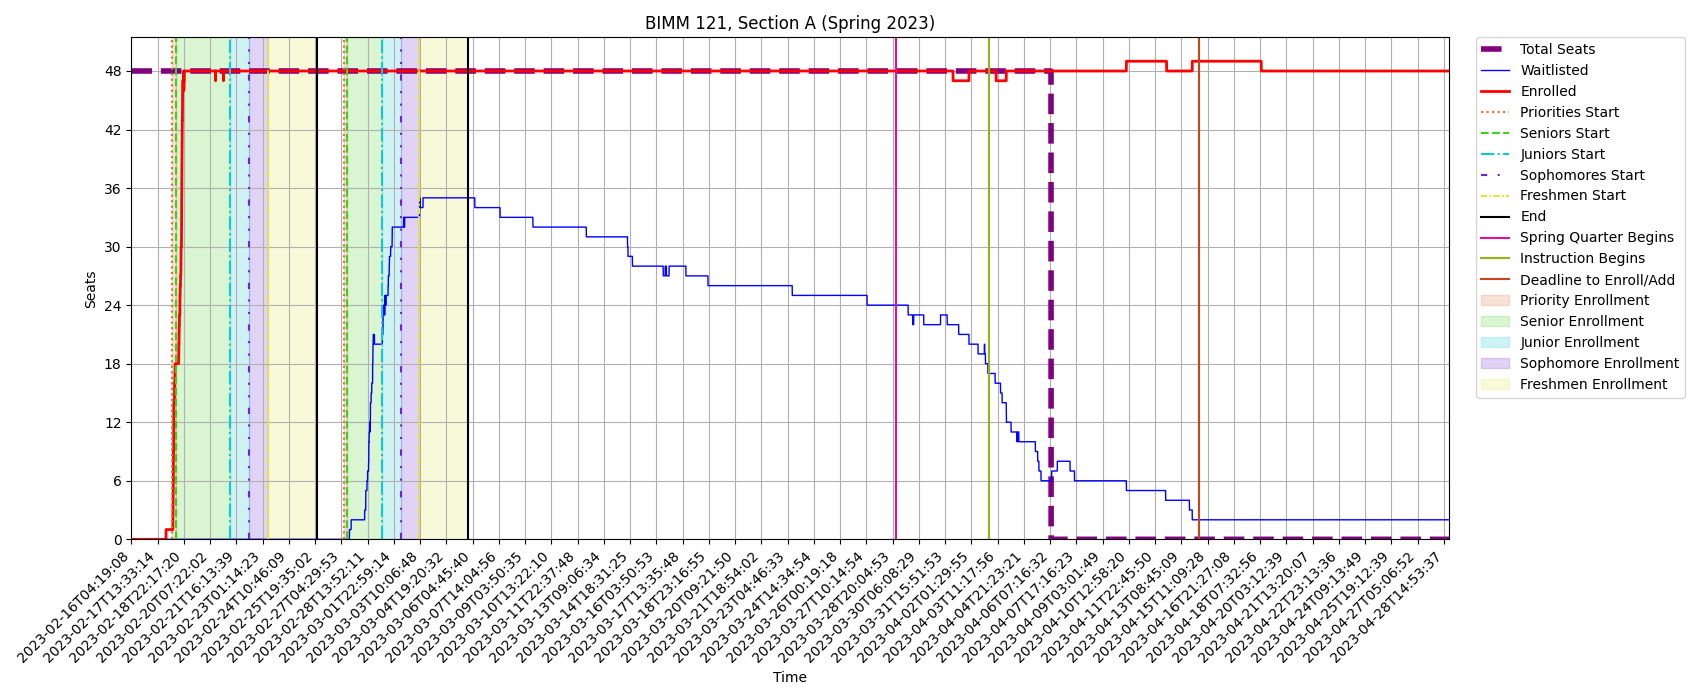 BIMM 121, Section A (Spring 2023)
Seats
48
42
36
30
24
18
12
6
0
2023-02-16T04:19:08
2023-02-17T13:33:14
2023-02-18T22:17:20
2023-02-20T07:22:02
2023-02-21T16:13:39
2023-02-23T01:14:23
2023-02-24T10:46:09
2023-02-25T19:35:02
2023-02-27T04:29:53
2023-02-28T13:52:11
2023-03-01T22:59:14
2023-03-03T10:06:48
2023-03-04T19:20:32
2023-03-06T04:45:40
2023-03-07T14:04:56
2023-03-09T03:50:35
2023-03-10T13:22:10
2023-03-11T22:37:48
2023-03-13T09:06:34
2023-03-14T18:31:25
2023-03-16T03:50:53
2023-03-17T13:35:48
2023-03-18T23:16:55
2023-03-20T09:21:50
2023-03-21T18:54:02
2023-03-23T04:46:33
2023-03-24T14:34:54
2023-03-26T00:19:18
2023-03-27T10:14:54
2023-03-28T20:04:53
2023-03-30T06:08:29
2023-03-31T15:51:53
2023-04-02T01:29:55
2023-04-03T11:17:56
2023-04-04T21:23:21
2023-04-06T07:16:32
2023-04-07T17:16:23
2023-04-09T03:01:49
2023-04-10T12:58:20
2023-04-11T22:45:50
2023-04-13T08:45:09
2023-04-15T11:09:28
2023-04-16T21:27:08
2023-04-18T07:32:56
2023-04-20T03:12:39
2023-04-21T13:20:07
2023-04-22T23:13:36
2023-04-24T09:13:49
2023-04-25T19:12:39
2023-04-27T05:06:52
2023-04-28T14:53:37
Time
Total Seats
Waitlisted
Enrolled
Priorities Start
Seniors Start
Juniors Start
Sophomores Start
Freshmen Start
End
Spring Quarter Begins
Instruction Begins
Deadline to Enroll/Add
Priority Enrollment
Senior Enrollment
Junior Enrollment
Sophomore Enrollment
Freshmen Enrollment